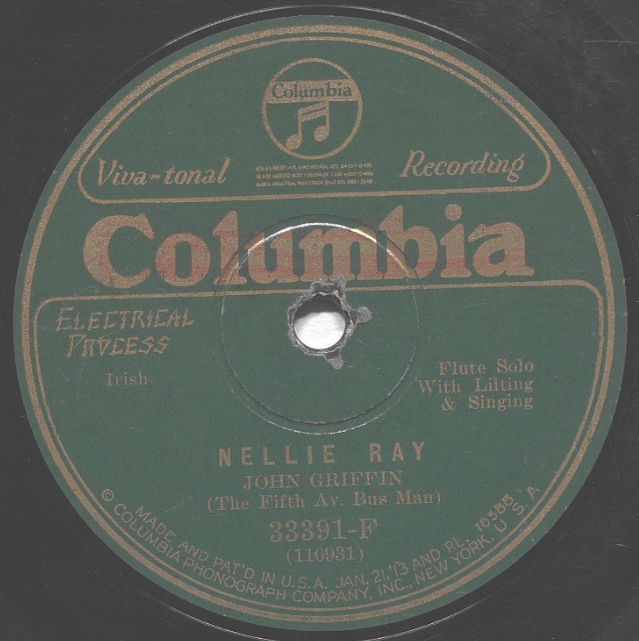 Columbia
Viva-tonal Recording
Columbia
ELECTRICAL
PROCESS
Irish
Flute Solo
With Lilting
& Singing
NELLIE RAY
JOHN GRIFFIN
(The Fifth Av. Bus Man)
33391-F
(110931)
MADE AND PAT'D IN U.S.A. JAN. 21,'13 AND RE. 16588
© COLUMBIA PHONOGRAPH COMPANY, INC., NEW YORK, U.S.A.